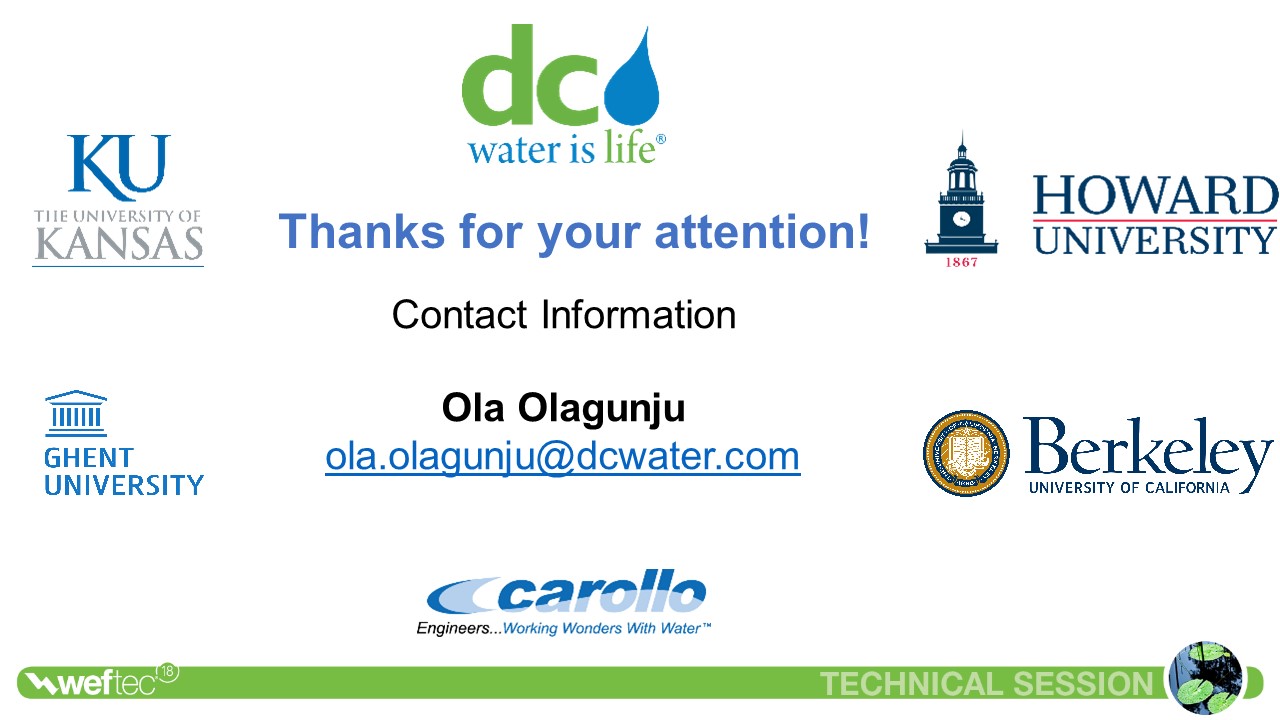 dc
water is life®
KU
THE UNIVERSITY OF
KANSAS
HOWARD
UNIVERSITY
1867
Thanks for your attention!
Contact Information
Ola Olagunju
ola.olagunju@dcwater.com
GHENT
UNIVERSITY
Berkeley
UNIVERSITY OF CALIFORNIA
carollo
Engineers...Working Wonders With Water™
weftec 18
TECHNICAL SESSION